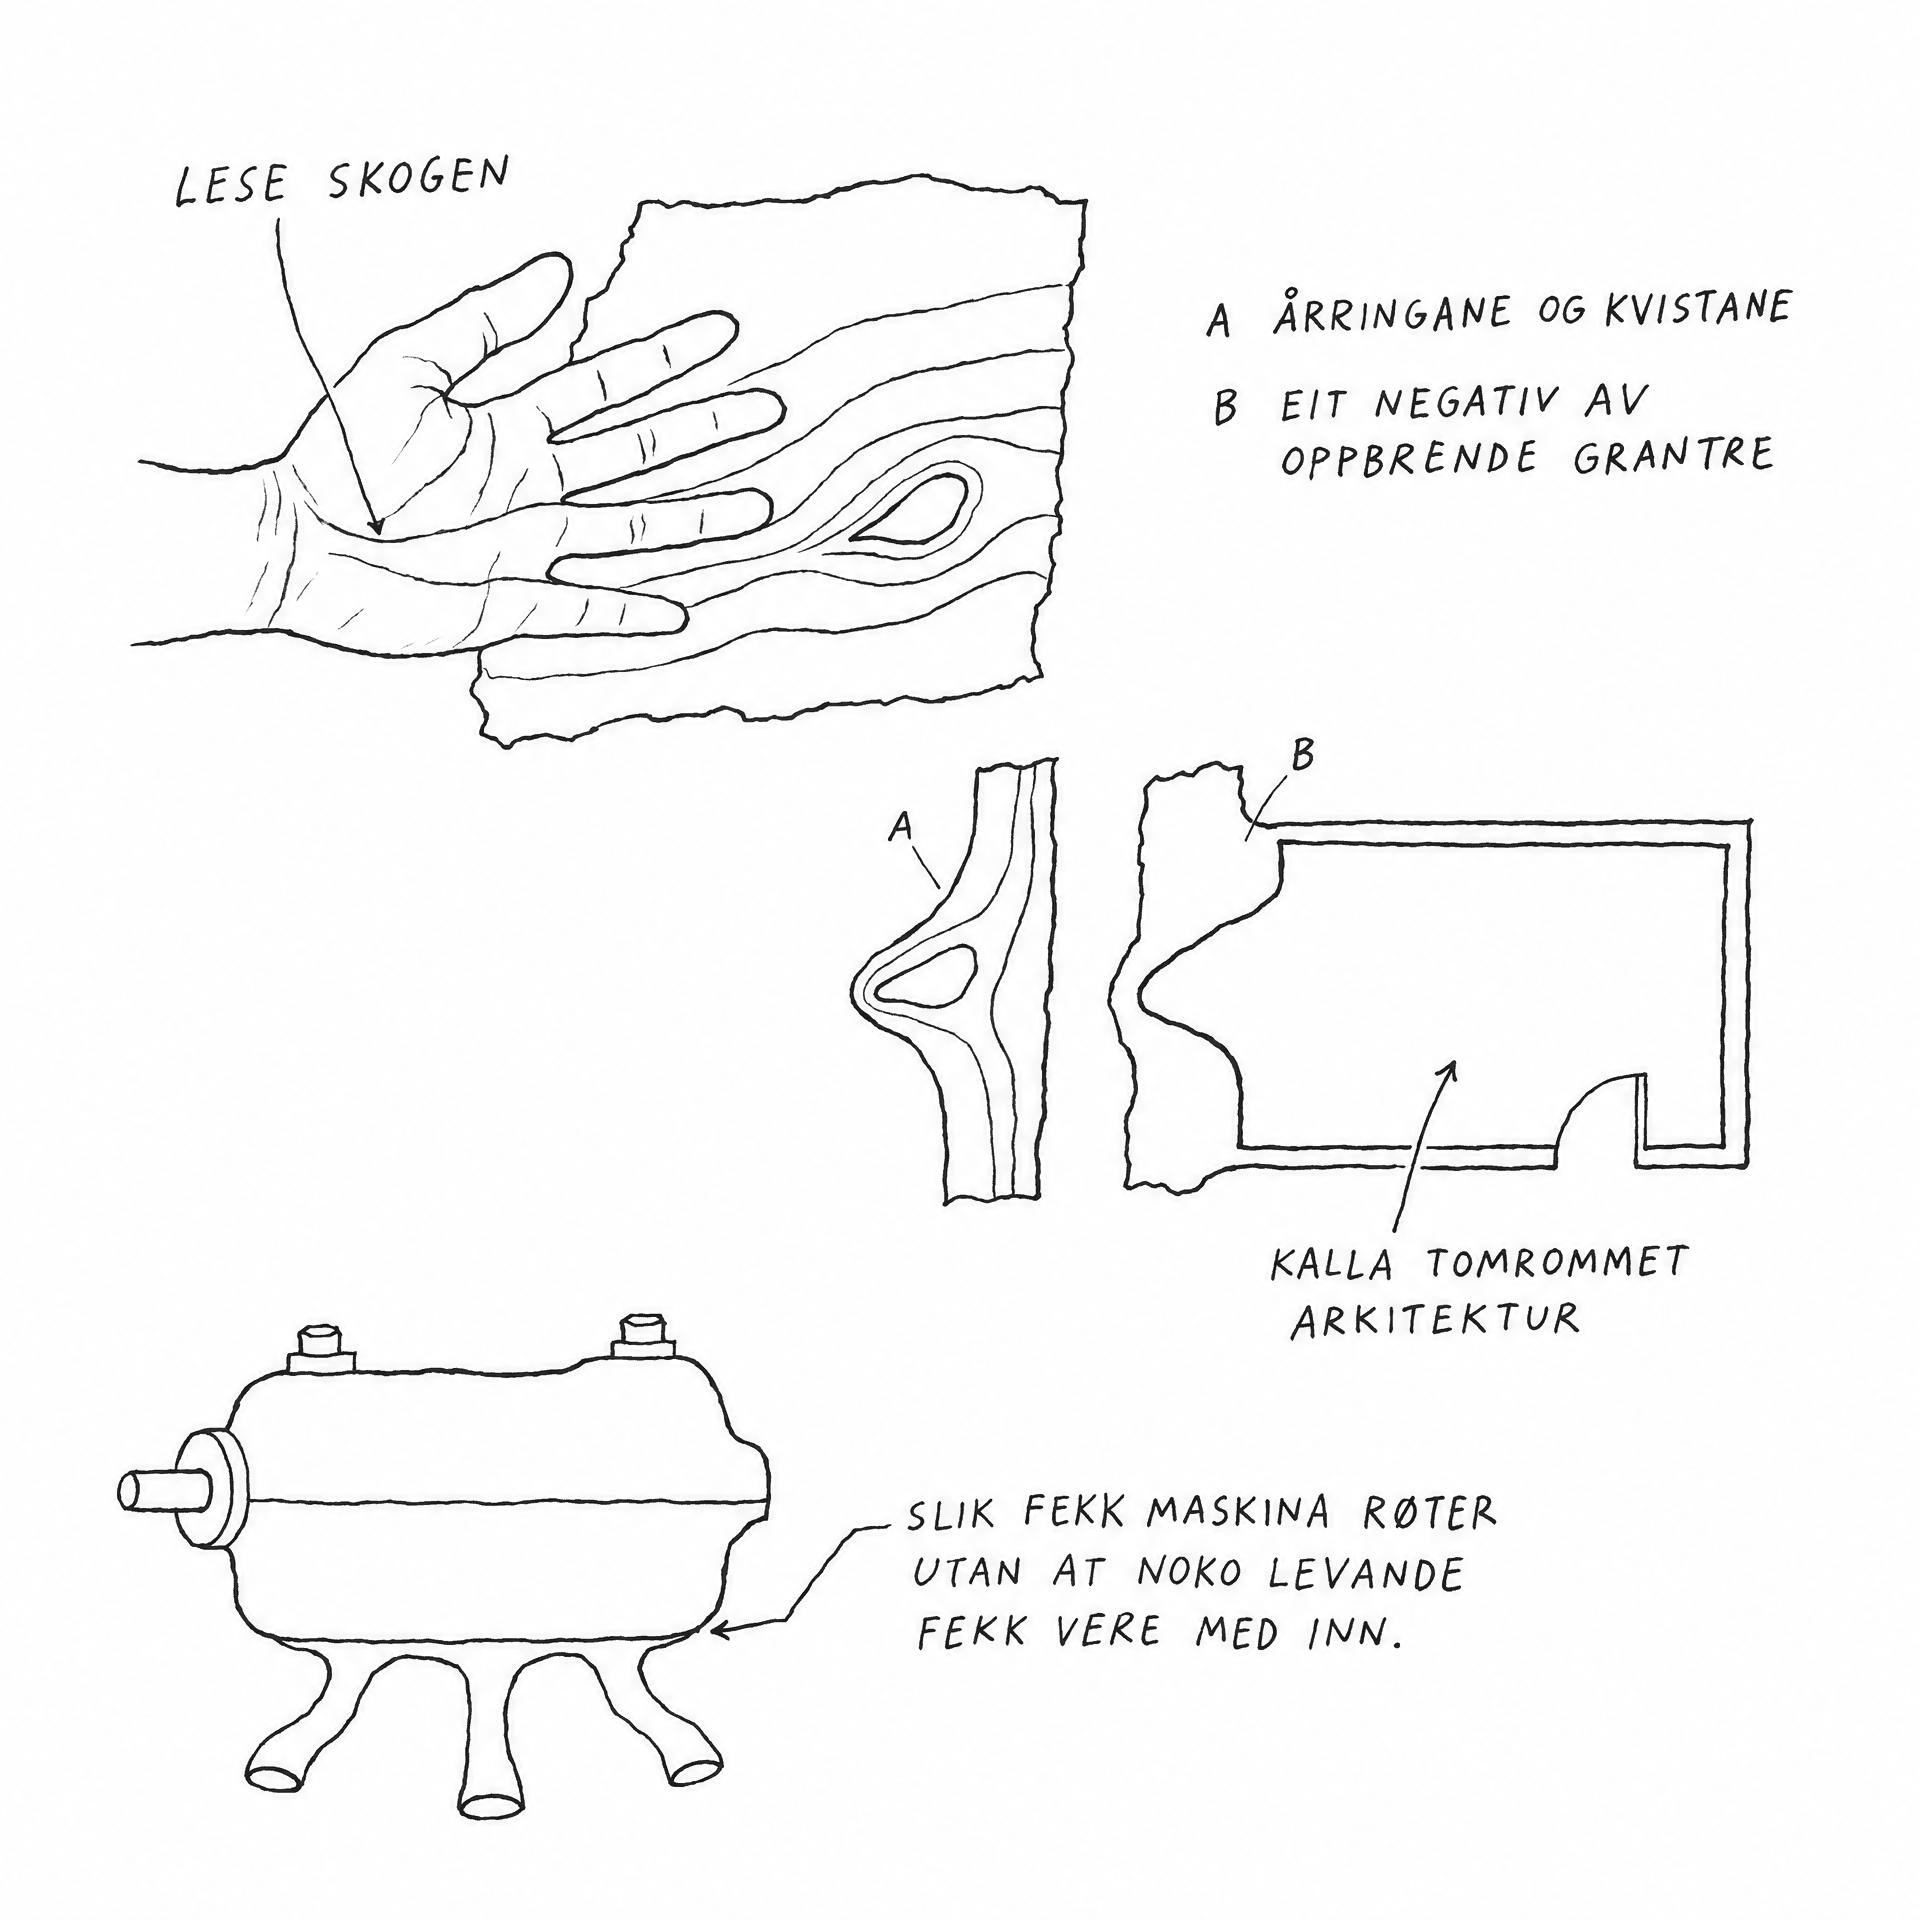 LESE SKOGEN
A ÅRRINGANE OG KVISTANE
B EIT NEGATIV AV
OPPBRENDE GRANTRE
B
A
KALLA TOMROMMET
ARKITEKTUR
SLIK FEKK MASKINA RØTER
UTAN AT NOKO LEVANDE
FEKK VERE MED INN.